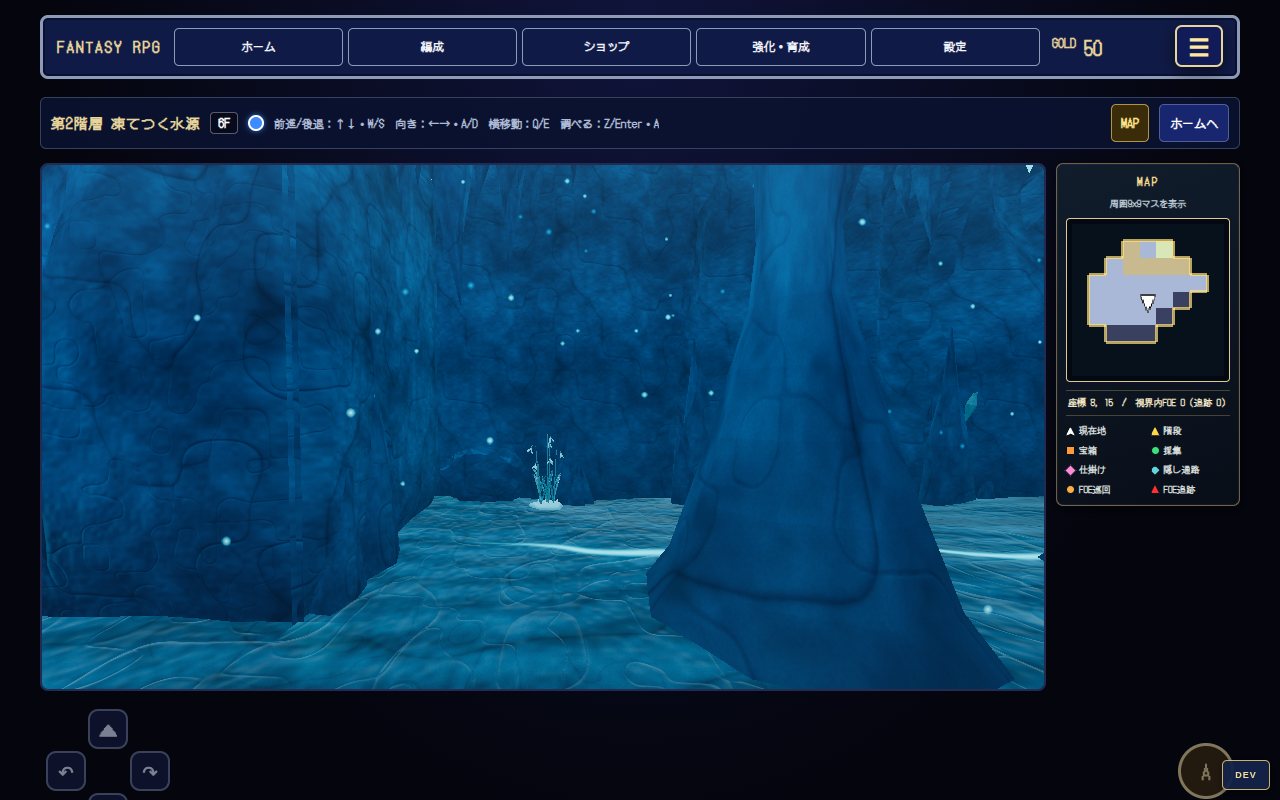 FANTASY RPG
ホーム
編成
ショップ
強化・育成
設定
GOLD 50
第2階層 凍てつく水源
6F
前進/後退：↑↓・W/S 向き：←→・A/D 横移動：Q/E 調べる：Z/Enter・A
MAP
ホームへ
MAP
周囲9x9マスを表示
座標 8, 15 / 視界内FOE 0（追跡 0）
現在地
階段
宝箱
採集
仕掛け
隠し通路
FOE巡回
FOE追跡
A
DEV